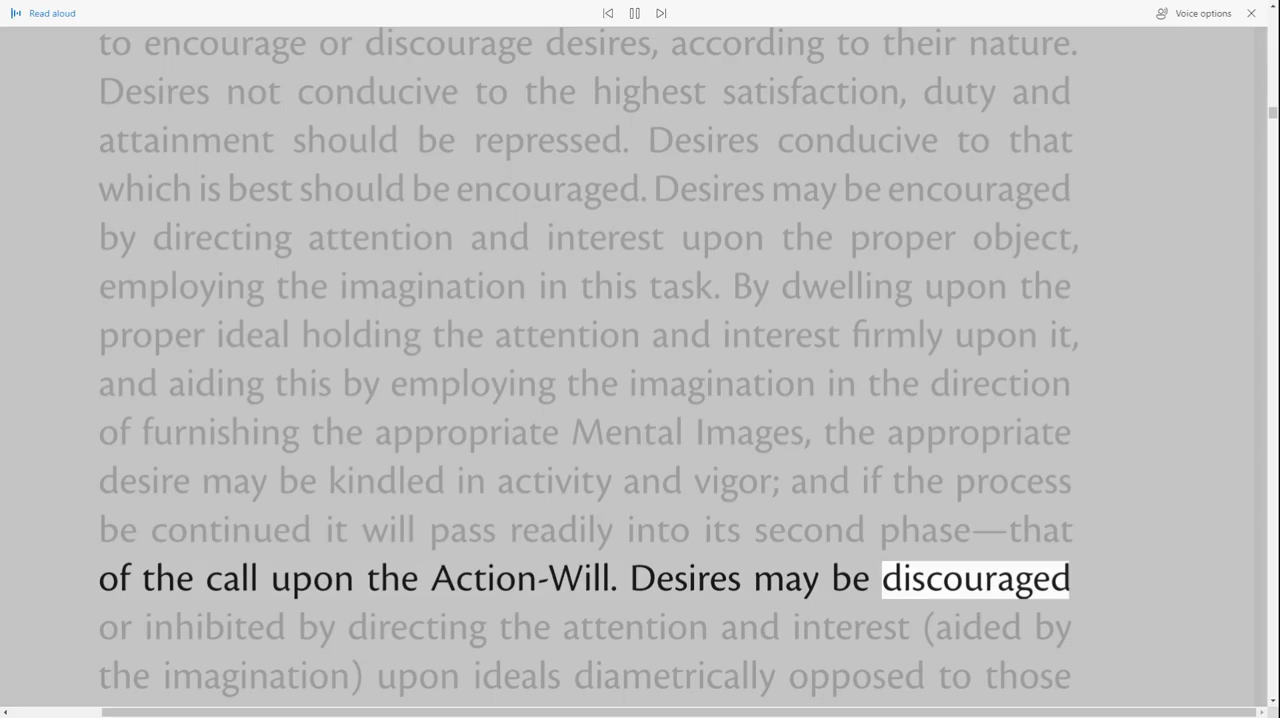 Read aloud
Voice options
to encourage or discourage desires, according to their nature.
Desires not conducive to the highest satisfaction, duty and
attainment should be repressed. Desires conducive to that
which is best should be encouraged. Desires may be encouraged
by directing attention and interest upon the proper object,
employing the imagination in this task. By dwelling upon the
proper ideal holding the attention and interest firmly upon it,
and aiding this by employing the imagination in the direction
of furnishing the appropriate Mental Images, the appropriate
desire may be kindled in activity and vigor; and if the process
be continued it will pass readily into its second phase—that
of the call upon the Action-Will. Desires may be discouraged
or inhibited by directing the attention and interest (aided by
the imagination) upon ideals diametrically opposed to those